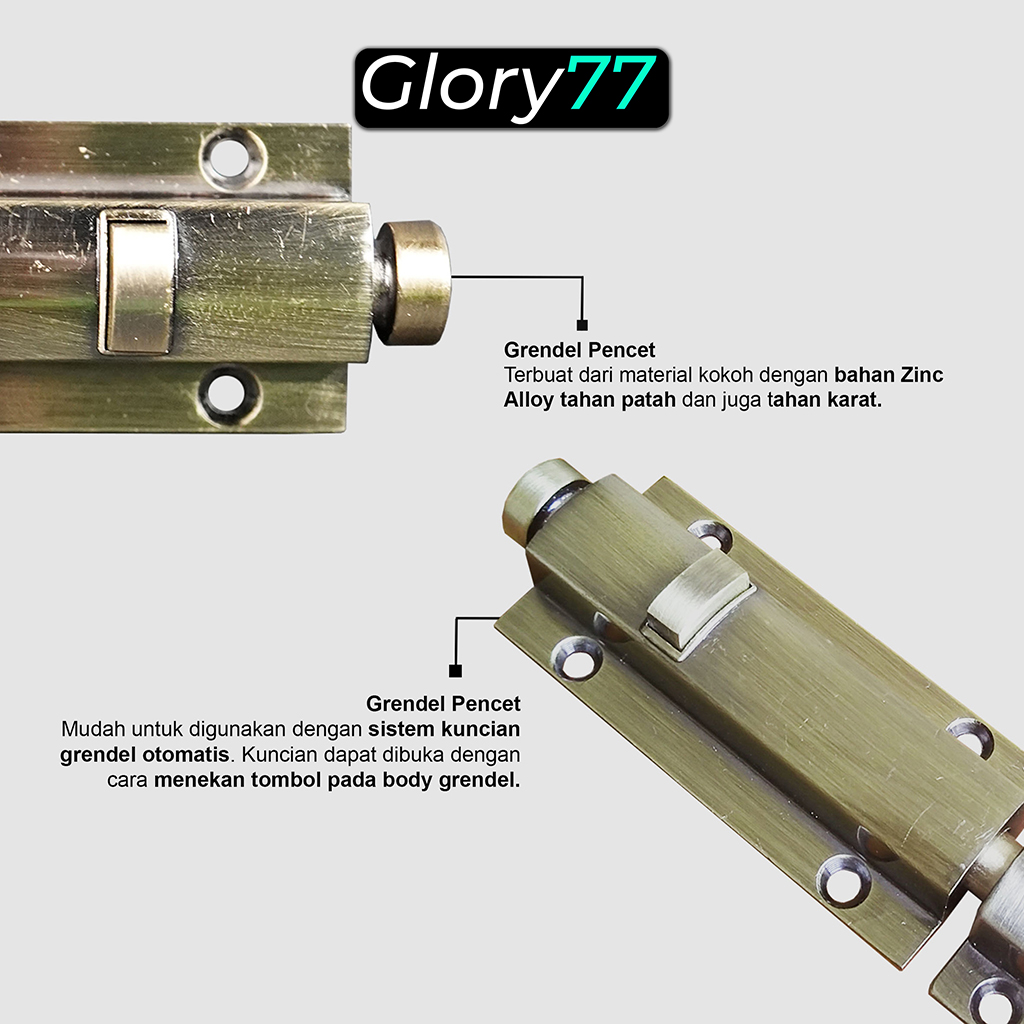 Glory77
Grendel Pencet
Terbuat dari material kokoh dengan bahan Zinc
Alloy tahan patah dan juga tahan karat.
Grendel Pencet
Mudah untuk digunakan dengan sistem kuncian
grendel otomatis. Kuncian dapat dibuka dengan
cara menekan tombol pada body grendel.